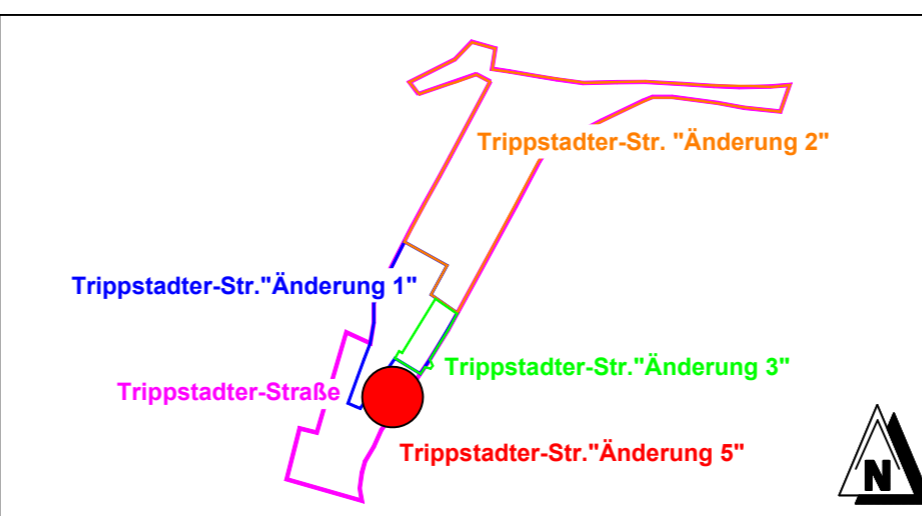 Trippstadter-Str. "Änderung 2"
Trippstadter-Str."Änderung 1"
Trippstadter-Str."Änderung 3"
Trippstadter-Straße
Trippstadter-Str."Änderung 5"
N